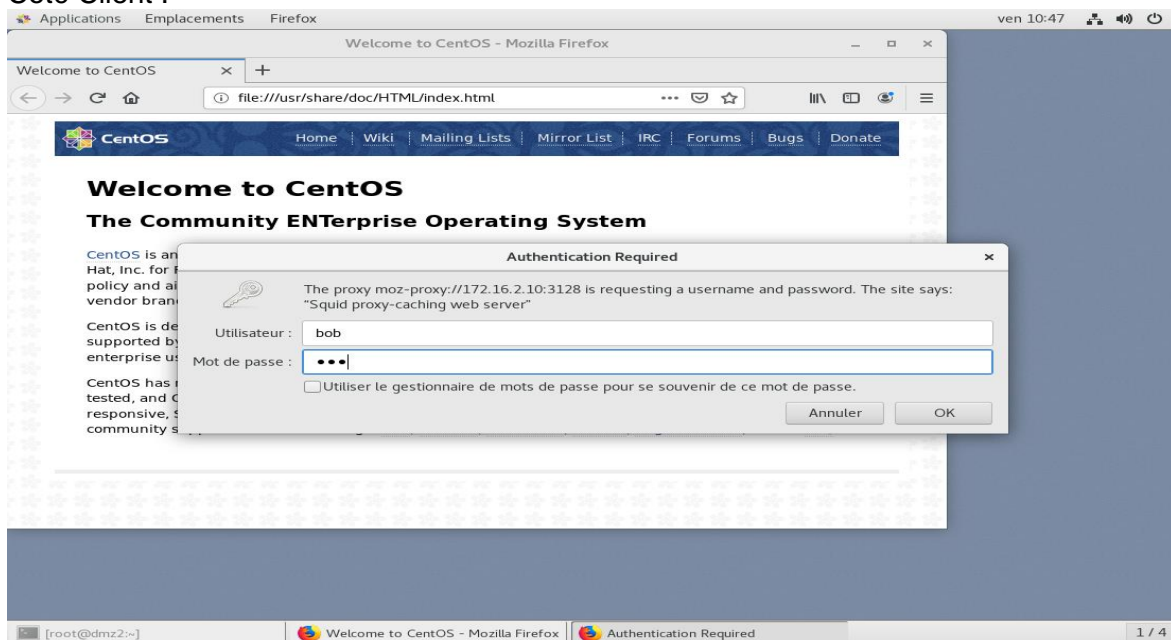 Applications Emplacements Firefox ven 10:47
Welcome to CentOS - Mozilla Firefox
Welcome to CentOS
file:///usr/share/doc/HTML/index.html
CentOS Home Wiki Mailing Lists Mirror List IRC Forums Bugs Donate
Welcome to CentOS
The Community ENTerprise Operating System
CentOS is an
Hat, Inc. for
policy and ai
vendor bran
CentOS is de
supported by
enterprise us
CentOS has
tested, and
responsive,
community s
Authentication Required
The proxy moz-proxy://172.16.2.10:3128 is requesting a username and password. The site says:
"Squid proxy-caching web server"
Utilisateur : bob
Mot de passe : •••
Utiliser le gestionnaire de mots de passe pour se souvenir de ce mot de passe.
Annuler OK
[root@dmz2:~] Welcome to CentOS - Mozilla Firefox Authentication Required 1 / 4